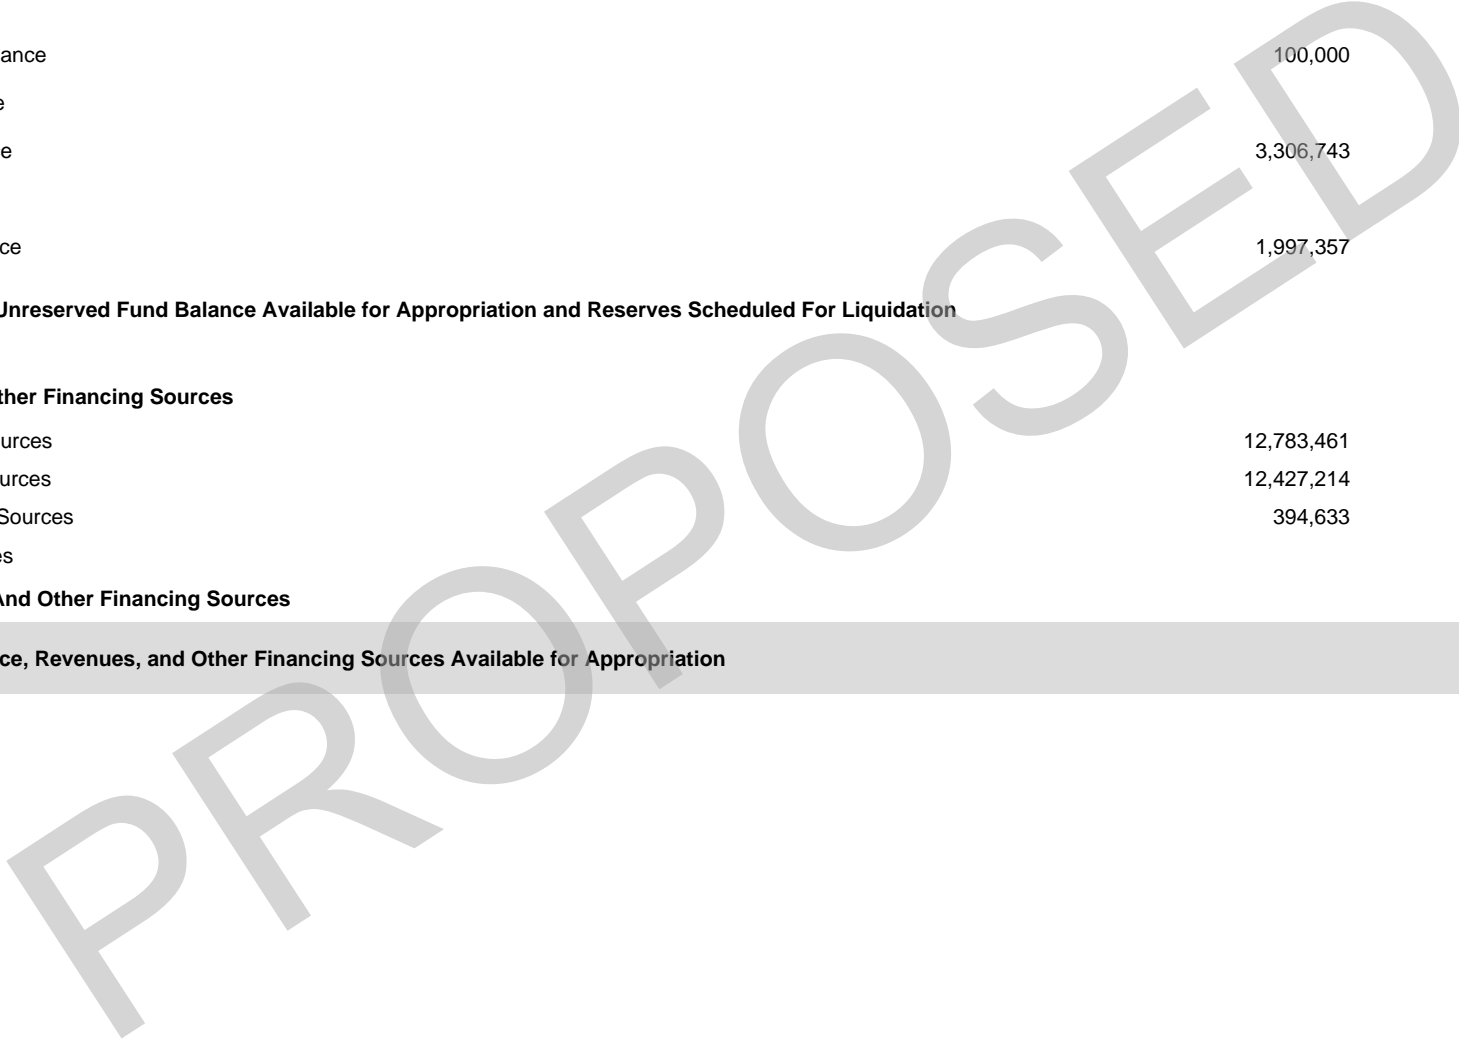 ance 100,000
e
e 3,306,743
ce 1,997,357
Unreserved Fund Balance Available for Appropriation and Reserves Scheduled For Liquidation
ther Financing Sources
urces 12,783,461
urces 12,427,214
Sources 394,633
es
And Other Financing Sources
ce, Revenues, and Other Financing Sources Available for Appropriation
PROPOSED